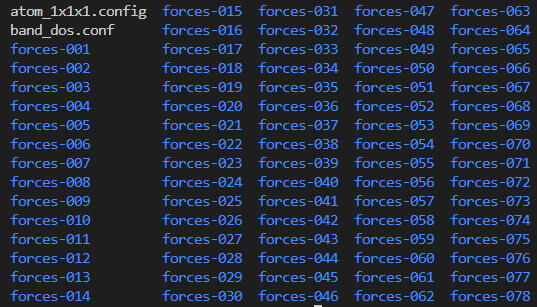 atom_1x1x1.config forces-015 forces-031 forces-047 forces-063
band_dos.conf forces-016 forces-032 forces-048 forces-064
forces-001 forces-017 forces-033 forces-049 forces-065
forces-002 forces-018 forces-034 forces-050 forces-066
forces-003 forces-019 forces-035 forces-051 forces-067
forces-004 forces-020 forces-036 forces-052 forces-068
forces-005 forces-021 forces-037 forces-053 forces-069
forces-006 forces-022 forces-038 forces-054 forces-070
forces-007 forces-023 forces-039 forces-055 forces-071
forces-008 forces-024 forces-040 forces-056 forces-072
forces-009 forces-025 forces-041 forces-057 forces-073
forces-010 forces-026 forces-042 forces-058 forces-074
forces-011 forces-027 forces-043 forces-059 forces-075
forces-012 forces-028 forces-044 forces-060 forces-076
forces-013 forces-029 forces-045 forces-061 forces-077
forces-014 forces-030 forces-046 forces-062 forces-078